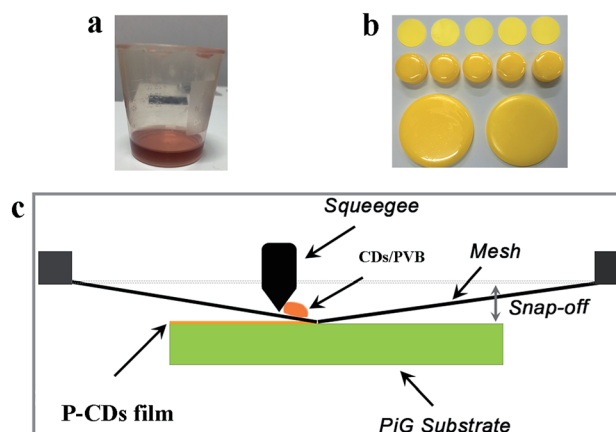 a
b
c
Squeegee
CDs/PVB
Mesh
Snap-off
P-CDs film
PiG Substrate